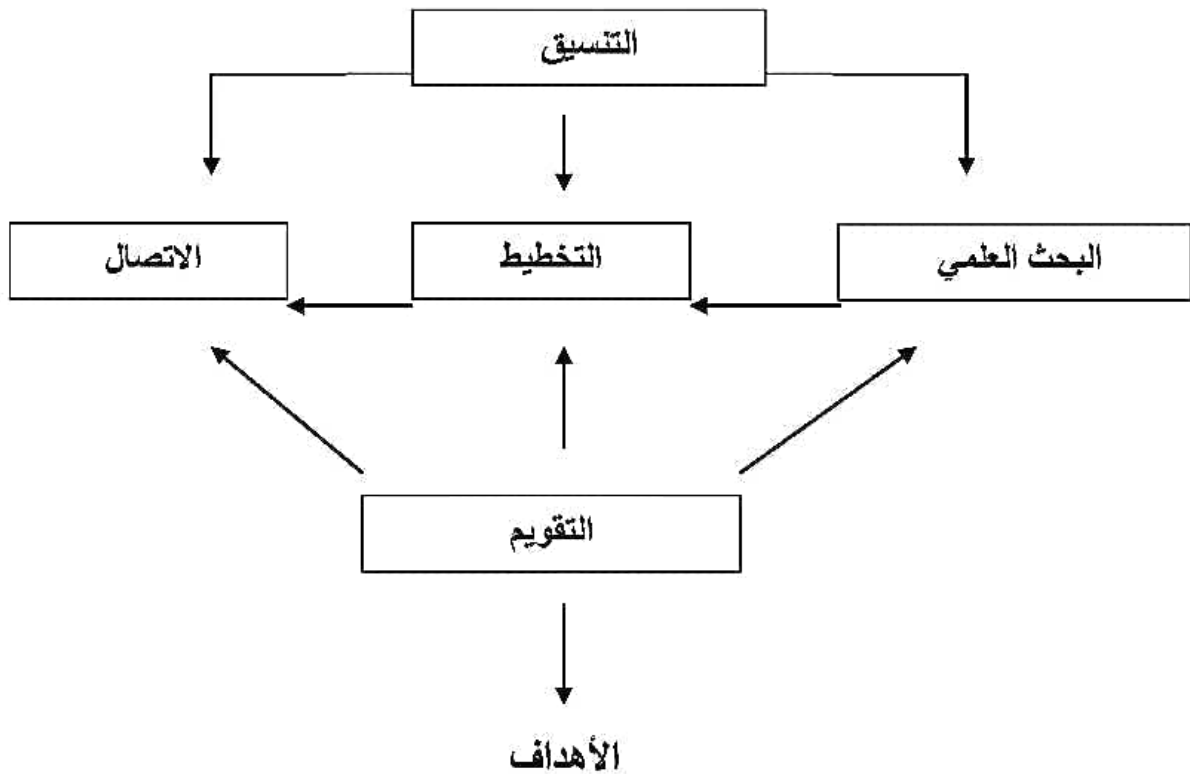 التنسيق
البحث العلمي
التخطيط
الاتصال
التقويم
الأهداف